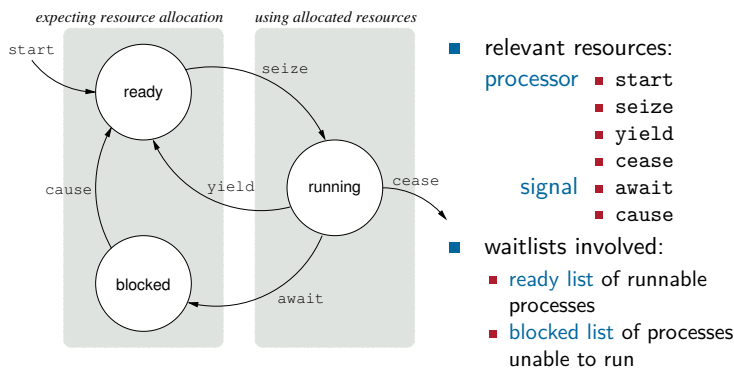 expecting resource allocation
using allocated resources
start
ready
seize
cause
yield
running
cease
blocked
await
relevant resources:
processor start
seize
yield
cease
signal await
cause
waitlists involved:
ready list of runnable
processes
blocked list of processes
unable to run